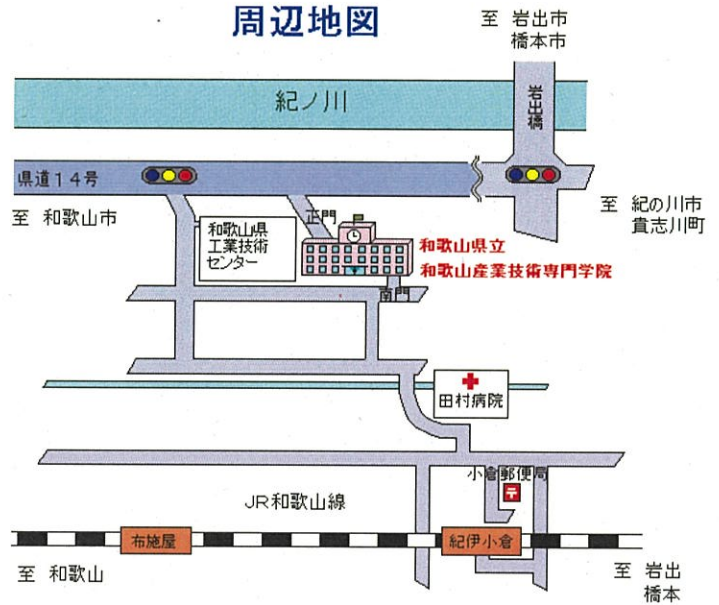 周辺地図
至 岩出市
橋本市
紀ノ川
岩出橋
県道14号
至 和歌山市
至 紀の川市
貴志川町
正門
和歌山県
工業技術
センター
和歌山県立
和歌山産業技術専門学院
南門
田村病院
小倉郵便局
〒
JR和歌山線
布施屋
紀伊小倉
至 和歌山
至 岩出
橋本